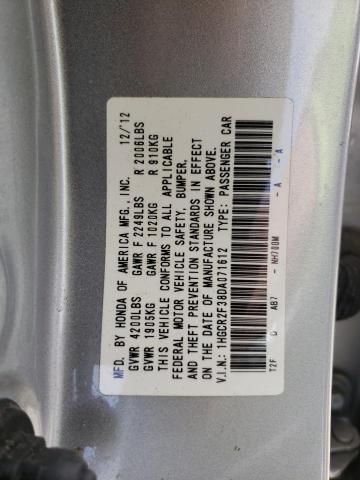 MFD. BY HONDA OF AMERICA MFG., INC. 12/12
GVWR 4200LBS GAWR F 2249LBS R 2006LBS
GVWR 1905KG GAWR F 1020KG R 910KG
THIS VEHICLE CONFORMS TO ALL APPLICABLE
FEDERAL MOTOR VEHICLE SAFETY, BUMPER,
AND THEFT PREVENTION STANDARDS IN EFFECT
ON THE DATE OF MANUFACTURE SHOWN ABOVE.
V.I.N.: 1HGCR2F38DA071612 TYPE: PASSENGER CAR
T2F D AB7 - NH700M - A - A